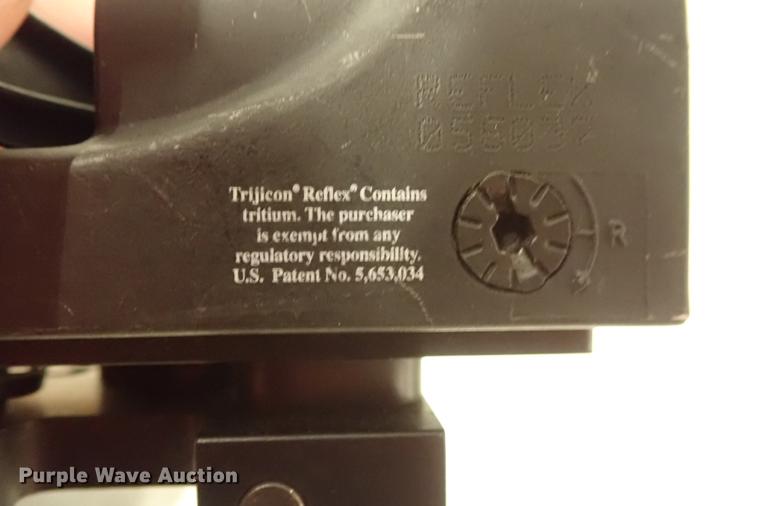 REFLEX
Trijicon® Reflex® Contains
tritium. The purchaser
is exempt from any
regulatory responsibility.
U.S. Patent No. 5,653,034
R
Purple Wave Auction